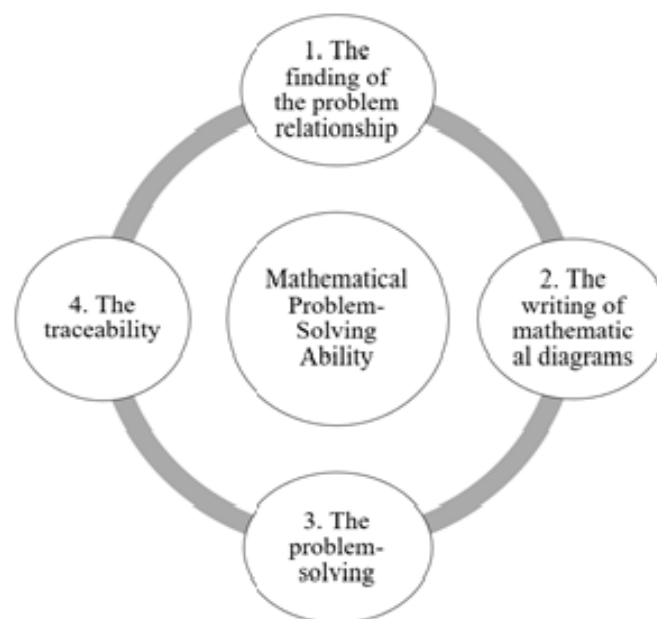 1. The
finding of
the problem
relationship
2. The
writing of
mathematic
al diagrams
3. The
problem-
solving
4. The
traceability
Mathematical
Problem-
Solving
Ability